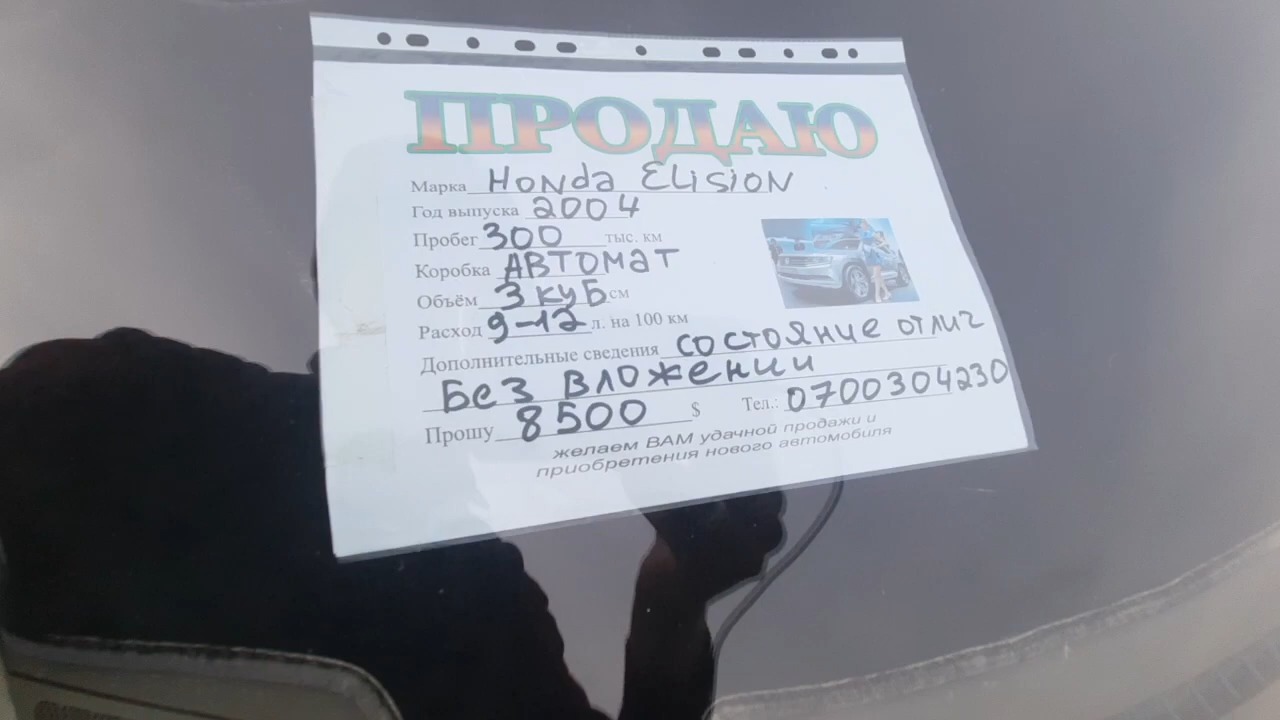 ПРОДАЮ
Марка Honda Elision
Год выпуска 2004
Пробег 300 тыс. км
Коробка АВТОМАТ
Объём 3 куб см
Расход 9-12 л. на 100 км
Дополнительные сведения состояние отлич
Без вложении
Прошу 8500 $ Тел.: 0700304230
желаем ВАМ удачной продажи и
приобретения нового автомобиля